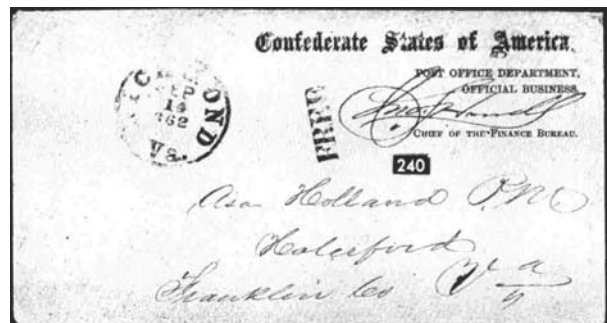 Confederate States of America,
POST OFFICE DEPARTMENT,
OFFICIAL BUSINESS
CHIEF OF THE FINANCE BUREAU.
RICHMOND
SEP
14
1862
Va.
FREE
240
Asa Holland P.M
Halesford
Franklin Co Va